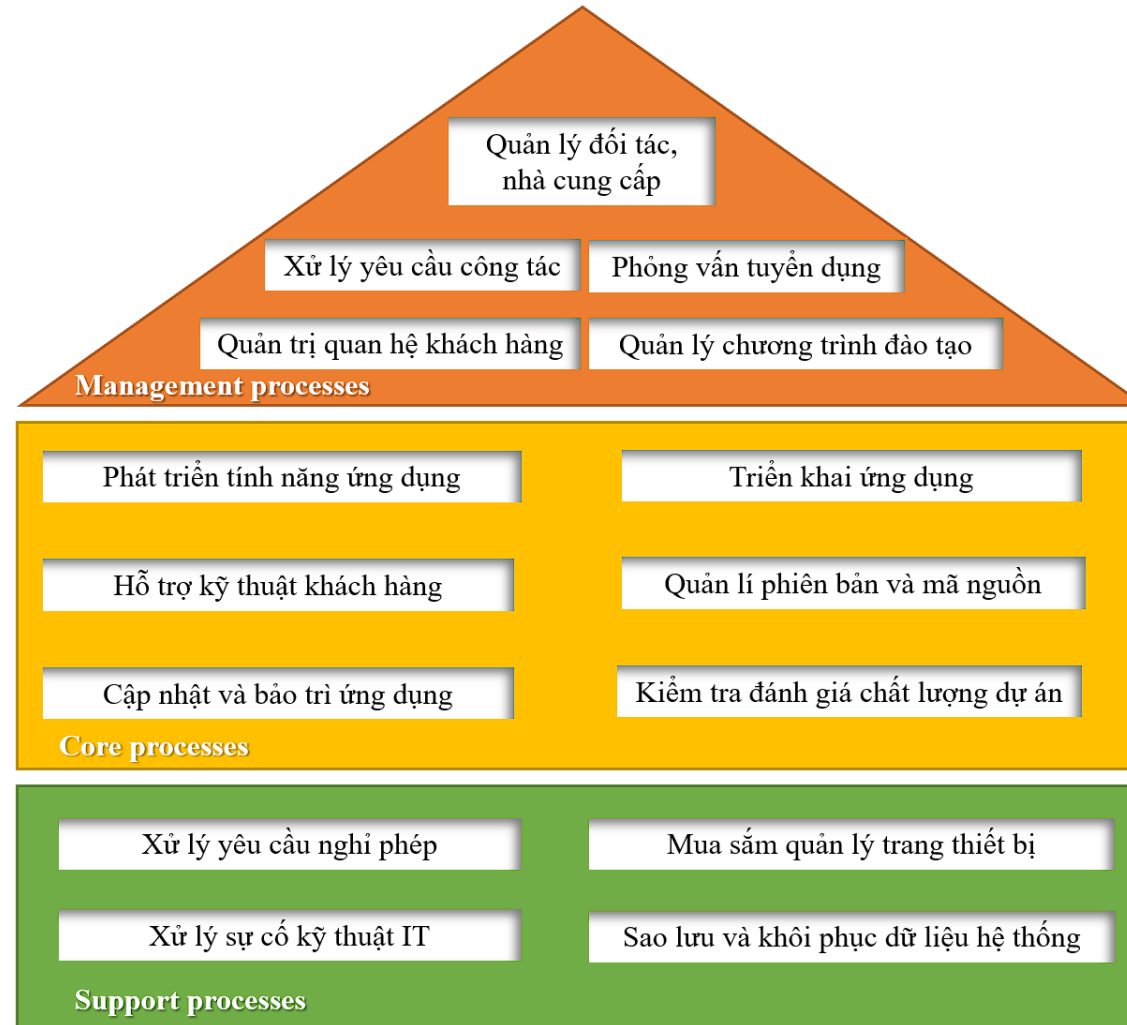 Quản lý đối tác,
nhà cung cấp
Xử lý yêu cầu công tác
Phỏng vấn tuyển dụng
Quản trị quan hệ khách hàng
Quản lý chương trình đào tạo
Management processes
Phát triển tính năng ứng dụng
Triển khai ứng dụng
Hỗ trợ kỹ thuật khách hàng
Quản lí phiên bản và mã nguồn
Cập nhật và bảo trì ứng dụng
Kiểm tra đánh giá chất lượng dự án
Core processes
Xử lý yêu cầu nghỉ phép
Mua sắm quản lý trang thiết bị
Xử lý sự cố kỹ thuật IT
Sao lưu và khôi phục dữ liệu hệ thống
Support processes